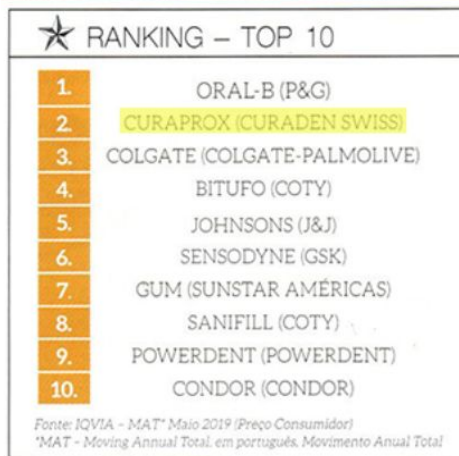 RANKING – TOP 10
1. ORAL-B (P&G)
2. CURAPROX (CURADEN SWISS)
3. COLGATE (COLGATE-PALMOLIVE)
4. BITUFO (COTY)
5. JOHNSONS (J&J)
6. SENSODYNE (GSK)
7. GUM (SUNSTAR AMÉRICAS)
8. SANIFILL (COTY)
9. POWERDENT (POWERDENT)
10. CONDOR (CONDOR)
Fonte: IQVIA – MAT* Maio 2019 (Preço Consumidor)
*MAT – Moving Annual Total, em português, Movimento Anual Total